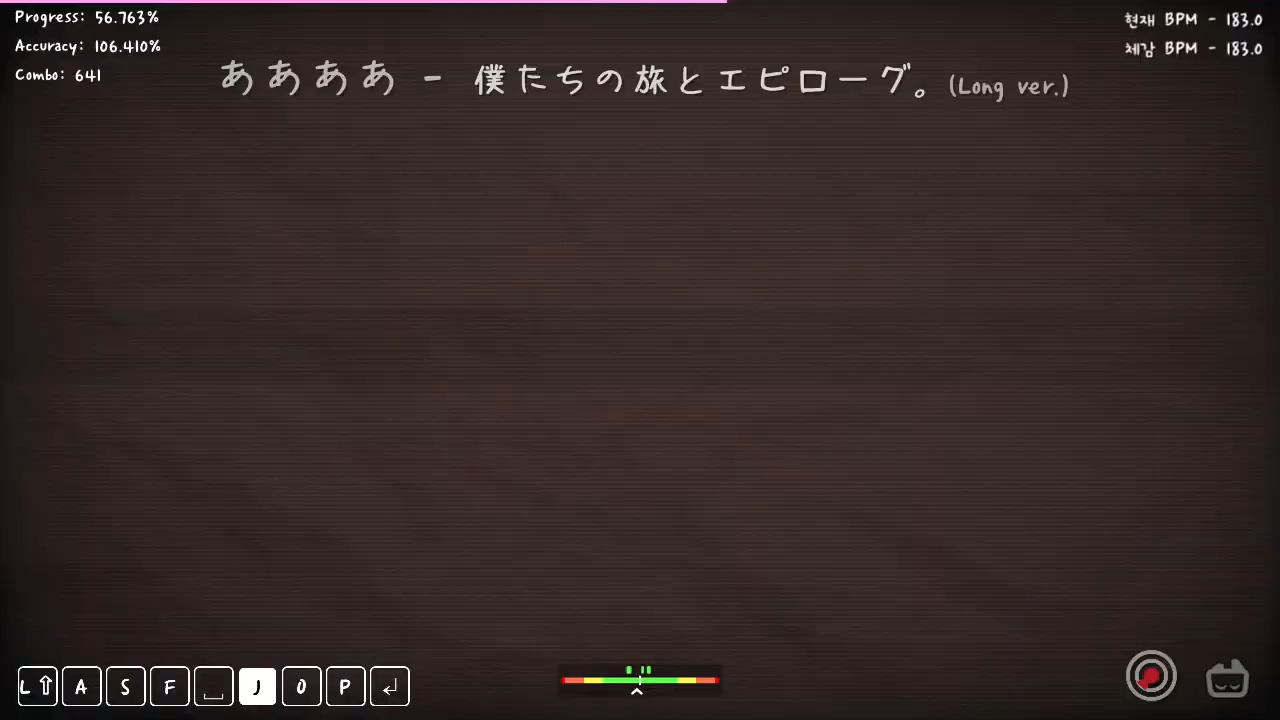 Progress: 56.763%
Accuracy: 106.410%
Combo: 641
현재 BPM - 183.0
체감 BPM - 183.0
ああああ - 僕たちの旅とエピローグ。(Long ver.)
L⇧ A S F ⎵ J O P ↲